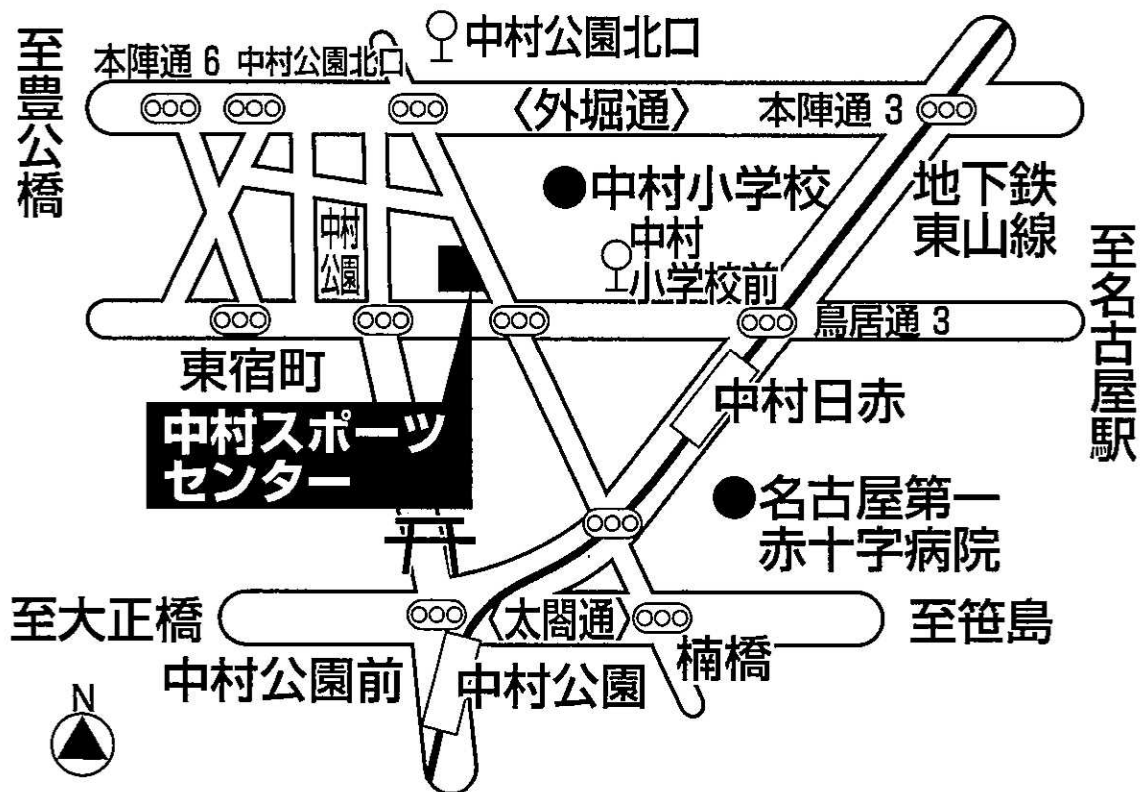 中村公園北口
至豊公橋
本陣通 6
中村公園北口
〈外堀通〉
本陣通 3
中村小学校
地下鉄
東山線
中村
公園
中村
小学校前
至名古屋駅
鳥居通 3
東宿町
中村日赤
中村スポーツ
センター
名古屋第一
赤十字病院
至大正橋
〈太閤通〉
至笹島
楠橋
中村公園前
中村公園
N